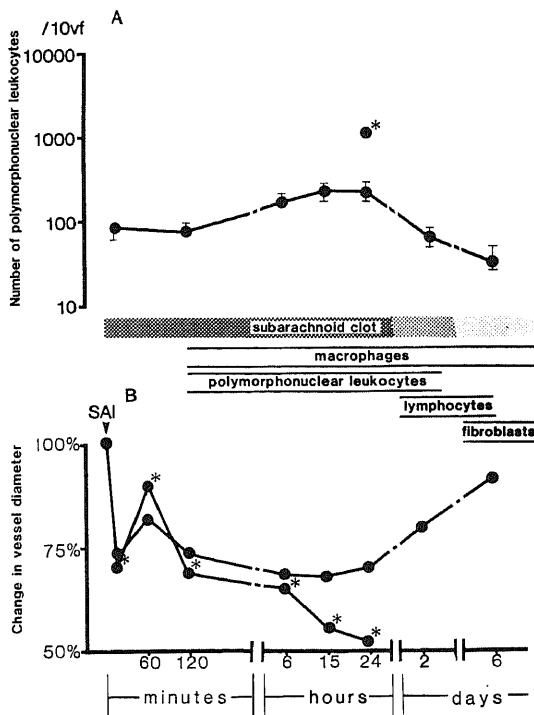 /10vf
A
Number of polymorphonuclear leukocytes
10000
1000
100
10
*
subarachnoid clot
macrophages
polymorphonuclear leukocytes
lymphocytes
fibroblasts
B
SAI
Change in vessel diameter
100%
75%
50%
*
*
*
*
*
*
60 120 6 15 24 2 6
minutes hours days